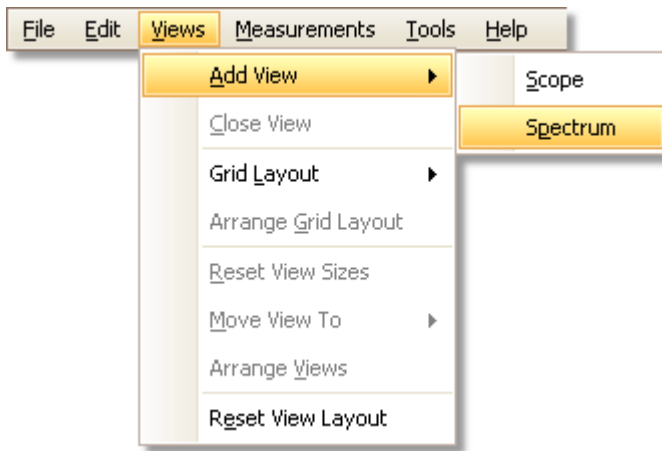 File Edit Views Measurements Tools Help
Add View
Scope
Close View
Spectrum
Grid Layout
Arrange Grid Layout
Reset View Sizes
Move View To
Arrange Views
Reset View Layout